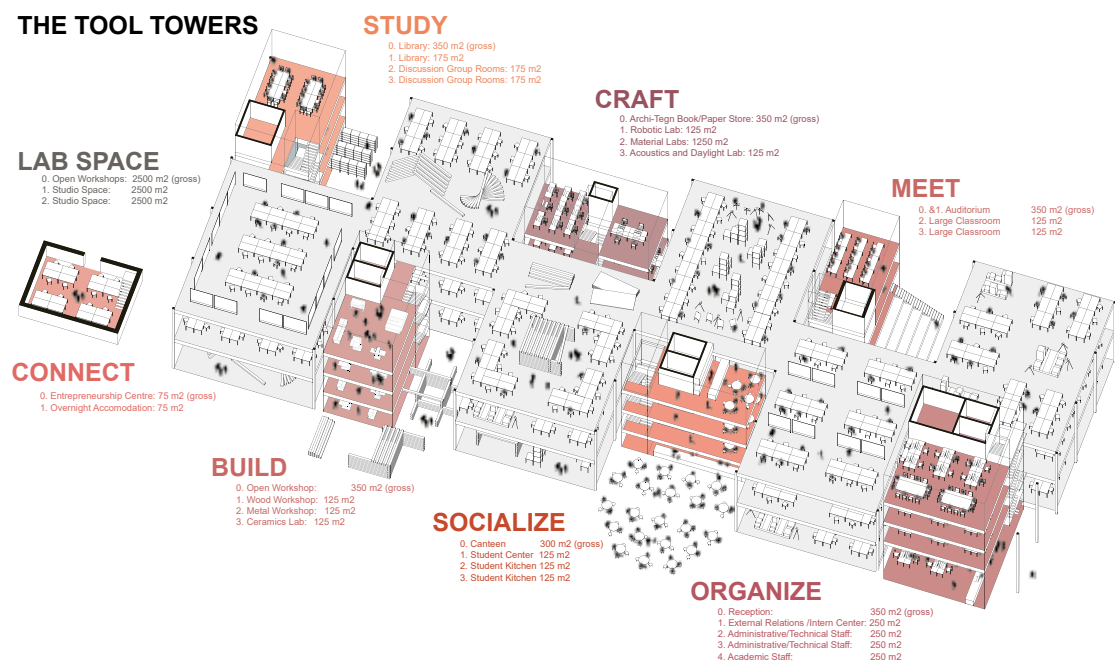 THE TOOL TOWERS
STUDY
0. Library: 350 m2 (gross)
1. Library: 175 m2
2. Discussion Group Rooms: 175 m2
3. Discussion Group Rooms: 175 m2
CRAFT
0. Archi-Tegn Book/Paper Store: 350 m2 (gross)
1. Robotic Lab: 125 m2
2. Material Labs: 1250 m2
3. Acoustics and Daylight Lab: 125 m2
LAB SPACE
0. Open Workshops: 2500 m2 (gross)
1. Studio Space: 2500 m2
2. Studio Space: 2500 m2
MEET
0. &1. Auditorium 350 m2 (gross)
2. Large Classroom 125 m2
3. Large Classroom 125 m2
CONNECT
0. Entrepreneurship Centre: 75 m2 (gross)
1. Overnight Accomodation: 75 m2
BUILD
0. Open Workshop: 350 m2 (gross)
1. Wood Workshop: 125 m2
2. Metal Workshop: 125 m2
3. Ceramics Lab: 125 m2
SOCIALIZE
0. Canteen 300 m2 (gross)
1. Student Center 125 m2
2. Student Kitchen 125 m2
3. Student Kitchen 125 m2
ORGANIZE
0. Reception: 350 m2 (gross)
1. External Relations /Intern Center: 250 m2
2. Administrative/Technical Staff: 250 m2
3. Administrative/Technical Staff: 250 m2
4. Academic Staff: 250 m2